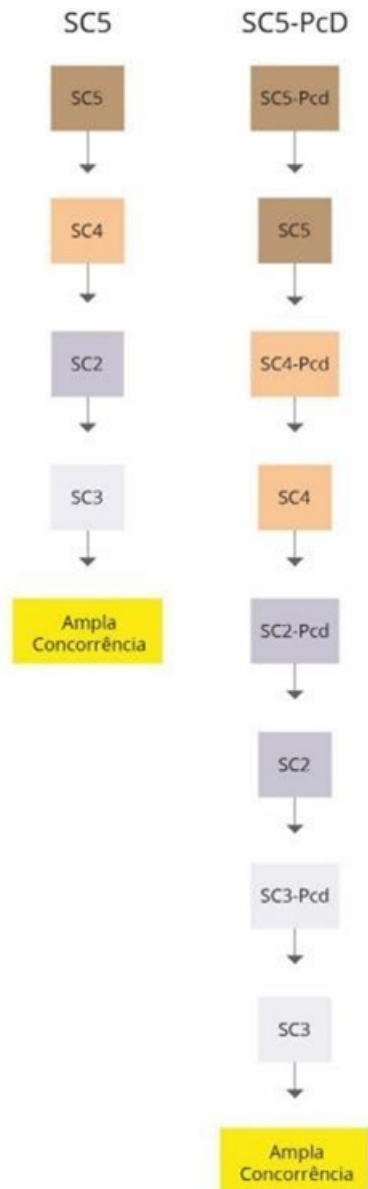 SC5
SC5
SC4
SC2
SC3
Ampla
Concorrência
SC5-PcD
SC5-Pcd
SC5
SC4-Pcd
SC4
SC2-Pcd
SC2
SC3-Pcd
SC3
Ampla
Concorrência